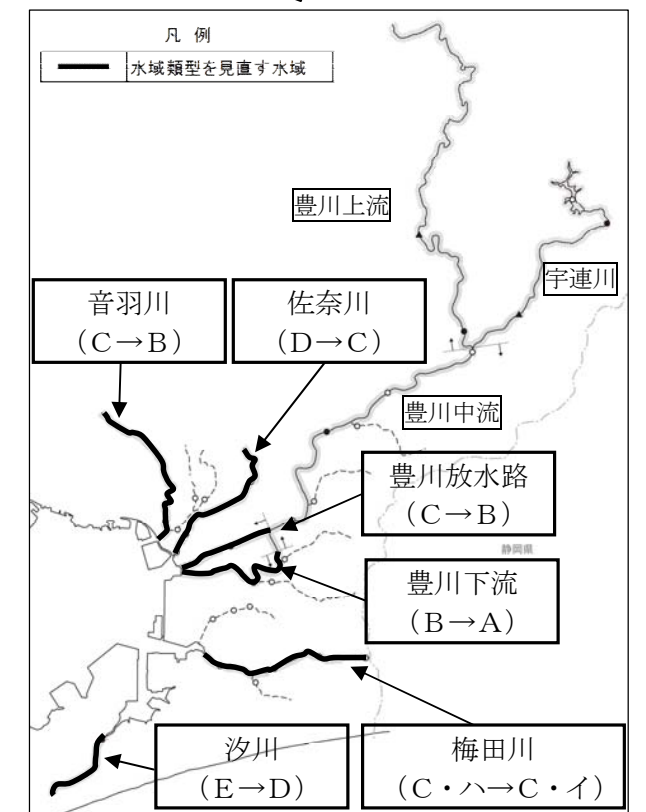 凡 例
水域類型を見直す水域
豊川上流
宇連川
音羽川
（C→B）
佐奈川
（D→C）
豊川中流
豊川放水路
（C→B）
静岡県
豊川下流
（B→A）
汐川
（E→D）
梅田川
（C・ハ→C・イ）